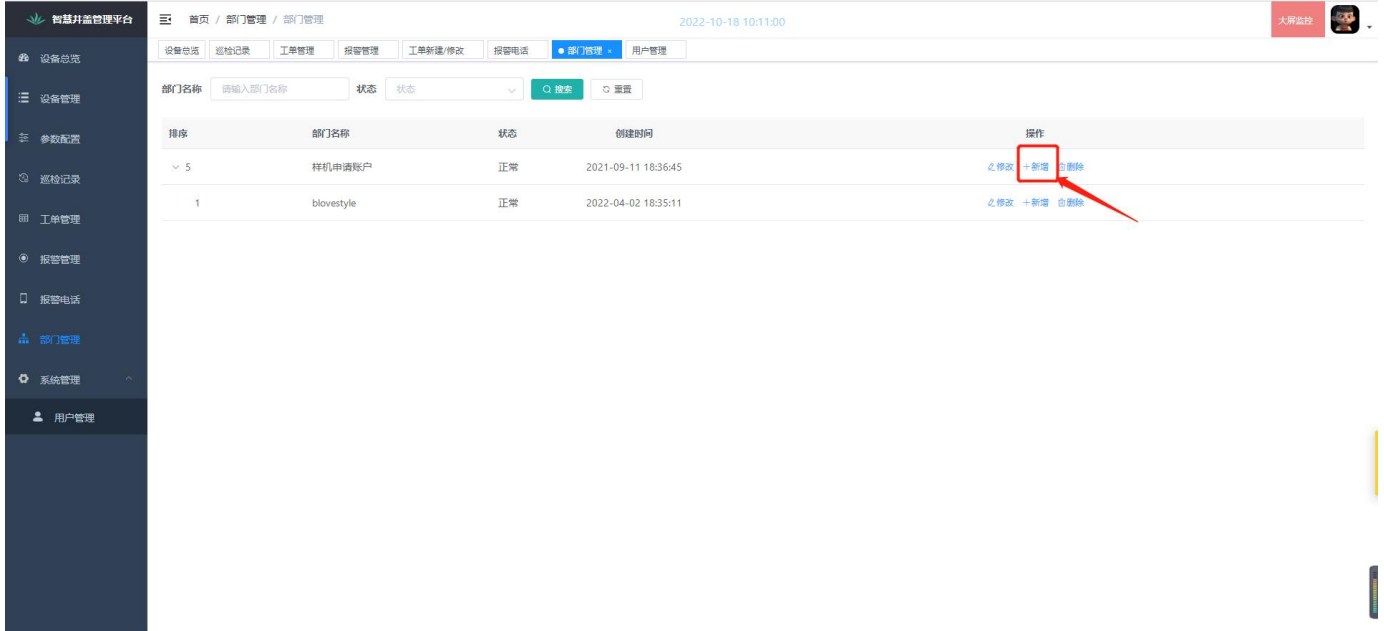 智慧井盖管理平台
首页 / 部门管理 / 部门管理
2022-10-18 10:11:00
大屏监控
设备总览 巡检记录 工单管理 报警管理 工单新建/修改 报警电话 部门管理 × 用户管理
设备总览
设备管理
参数配置
巡检记录
工单管理
报警管理
报警电话
部门管理
系统管理
用户管理
部门名称 请输入部门名称 状态 状态 搜索 重置
排序 部门名称 状态 创建时间 操作
5 样机申请账户 正常 2021-09-11 18:36:45 修改 +新增 删除
1 blovestyle 正常 2022-04-02 18:35:11 修改 +新增 删除